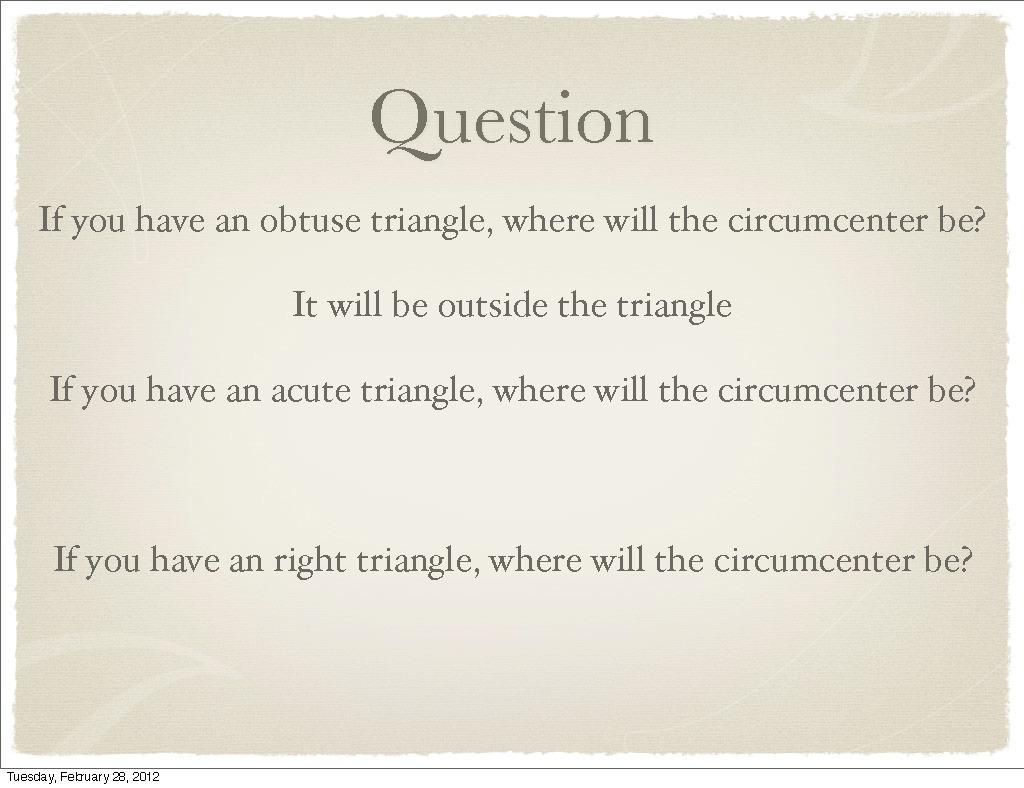 Question
If you have an obtuse triangle, where will the circumcenter be?
It will be outside the triangle
If you have an acute triangle, where will the circumcenter be?
If you have an right triangle, where will the circumcenter be?
Tuesday, February 28, 2012